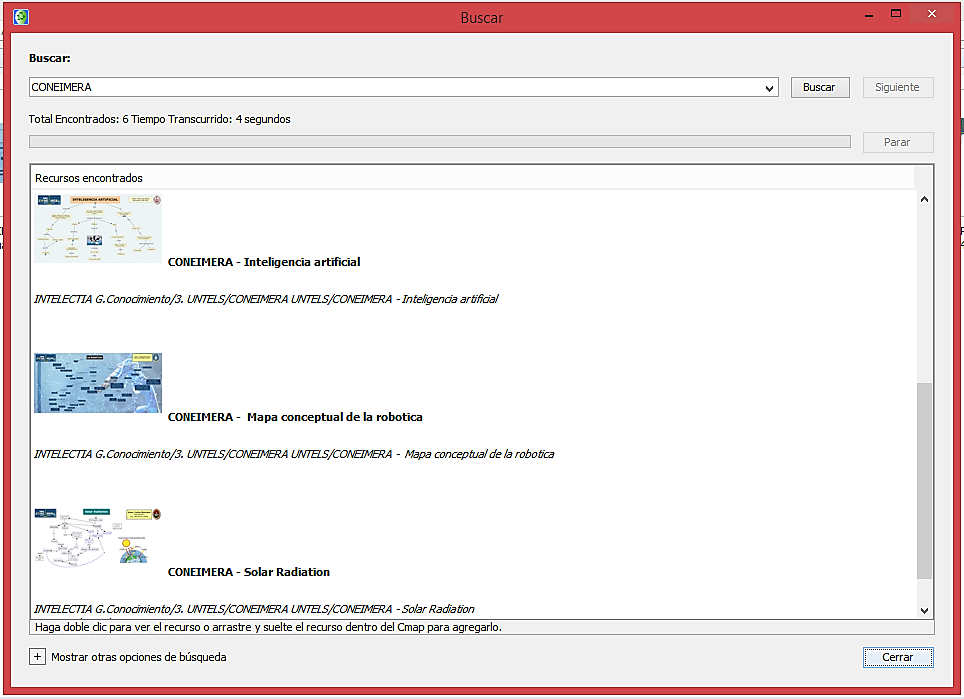 Buscar
Buscar:
CONEIMERA
Buscar
Siguiente
Total Encontrados: 6 Tiempo Transcurrido: 4 segundos
Parar
Recursos encontrados
INTELIGENCIA ARTIFICIAL
CONEIMERA - Inteligencia artificial
INTELECTIA G.Conocimiento/3. UNTELS/CONEIMERA UNTELS/CONEIMERA - Inteligencia artificial
CONEIMERA - Mapa conceptual de la robotica
INTELECTIA G.Conocimiento/3. UNTELS/CONEIMERA UNTELS/CONEIMERA - Mapa conceptual de la robotica
Solar Radiation
CONEIMERA - Solar Radiation
INTELECTIA G.Conocimiento/3. UNTELS/CONEIMERA UNTELS/CONEIMERA - Solar Radiation
Haga doble clic para ver el recurso o arrastre y suelte el recurso dentro del Cmap para agregarlo.
+ Mostrar otras opciones de búsqueda
Cerrar